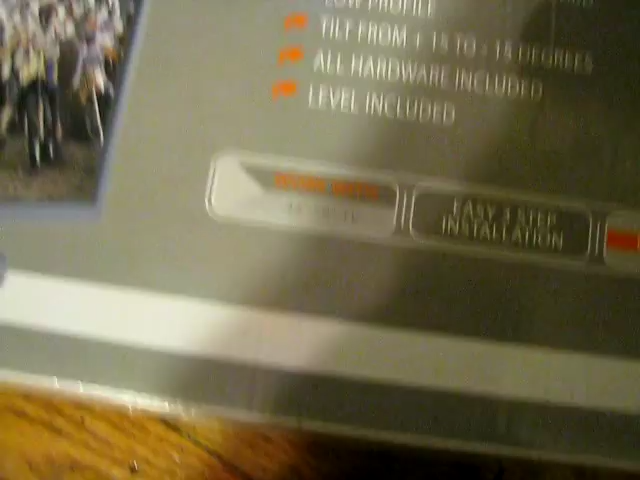 LOW PROFILE
TILT FROM + 15 TO - 15 DEGREES
ALL HARDWARE INCLUDED
LEVEL INCLUDED
EASY 3 STEP
INSTALLATION